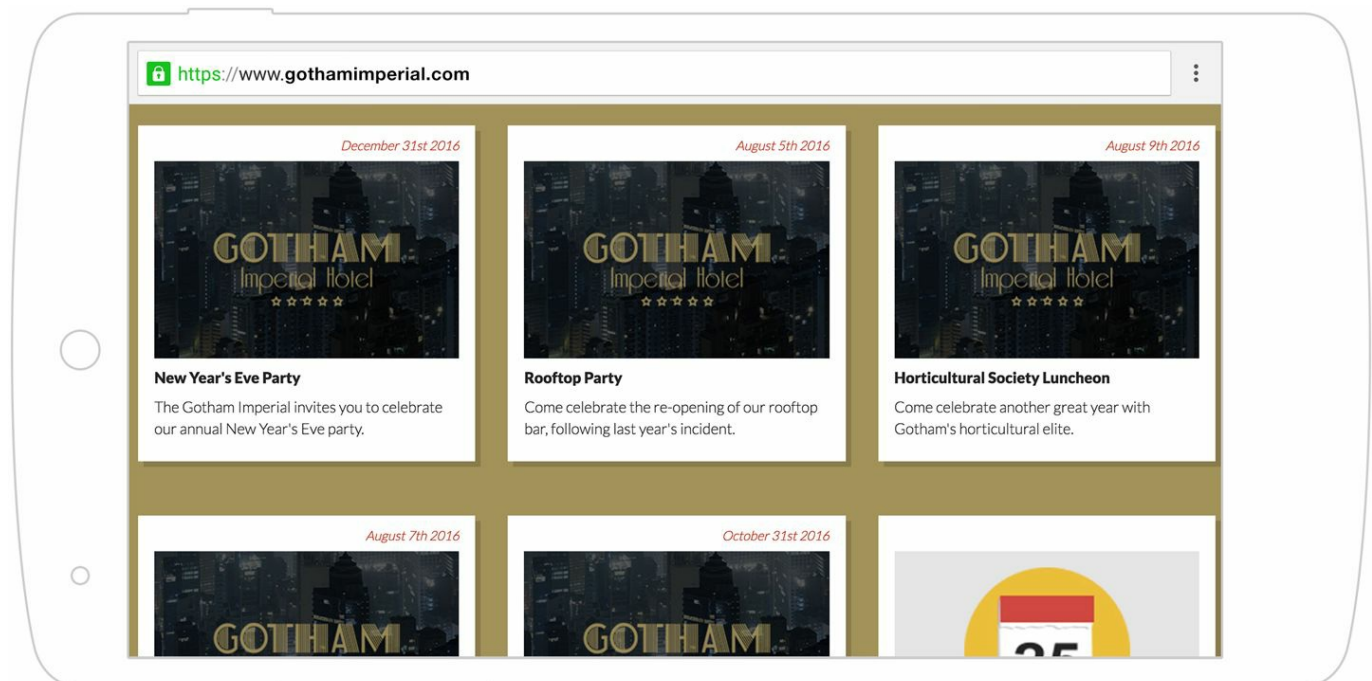 https://www.gothamimperial.com
December 31st 2016
GOTHAM
Imperial Hotel
New Year's Eve Party
The Gotham Imperial invites you to celebrate
our annual New Year's Eve party.
August 5th 2016
GOTHAM
Imperial Hotel
Rooftop Party
Come celebrate the re-opening of our rooftop
bar, following last year's incident.
August 9th 2016
GOTHAM
Imperial Hotel
Horticultural Society Luncheon
Come celebrate another great year with
Gotham's horticultural elite.
August 7th 2016
GOTHAM
October 31st 2016
GOTHAM